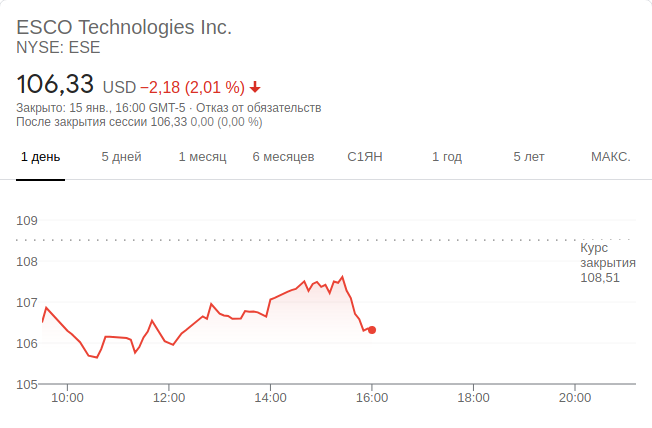 ESCO Technologies Inc.
NYSE: ESE
106,33 USD −2,18 (2,01 %)
Закрыто: 15 янв., 16:00 GMT-5 · Отказ от обязательств
После закрытия сессии 106,33 0,00 (0,00 %)
1 день 5 дней 1 месяц 6 месяцев С1ЯН 1 год 5 лет МАКС.
109
Курс
закрытия
108,51
108
107
106
105
10:00 12:00 14:00 16:00 18:00 20:00